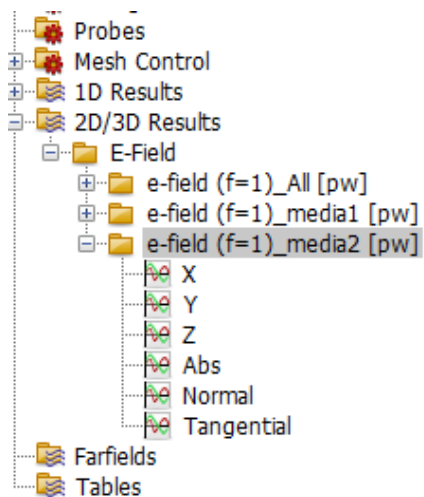 Probes
Mesh Control
1D Results
2D/3D Results
E-Field
e-field (f=1)_All [pw]
e-field (f=1)_media1 [pw]
e-field (f=1)_media2 [pw]
X
Y
Z
Abs
Normal
Tangential
Farfields
Tables